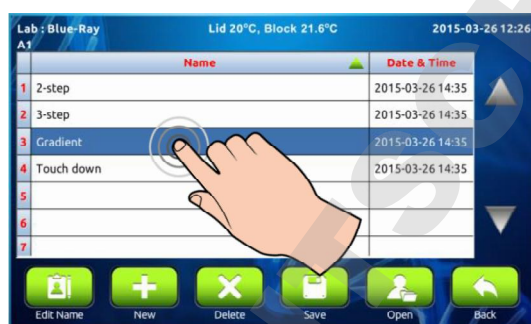 Lab : Blue-Ray Lid 20°C, Block 21.6°C 2015-03-26 12:26
A1
Name Date & Time
1 2-step 2015-03-26 14:35
2 3-step 2015-03-26 14:35
3 Gradient 2015-03-26 14:35
4 Touch down 2015-03-26 14:35
5
6
7
Edit Name New Delete Save Open Back